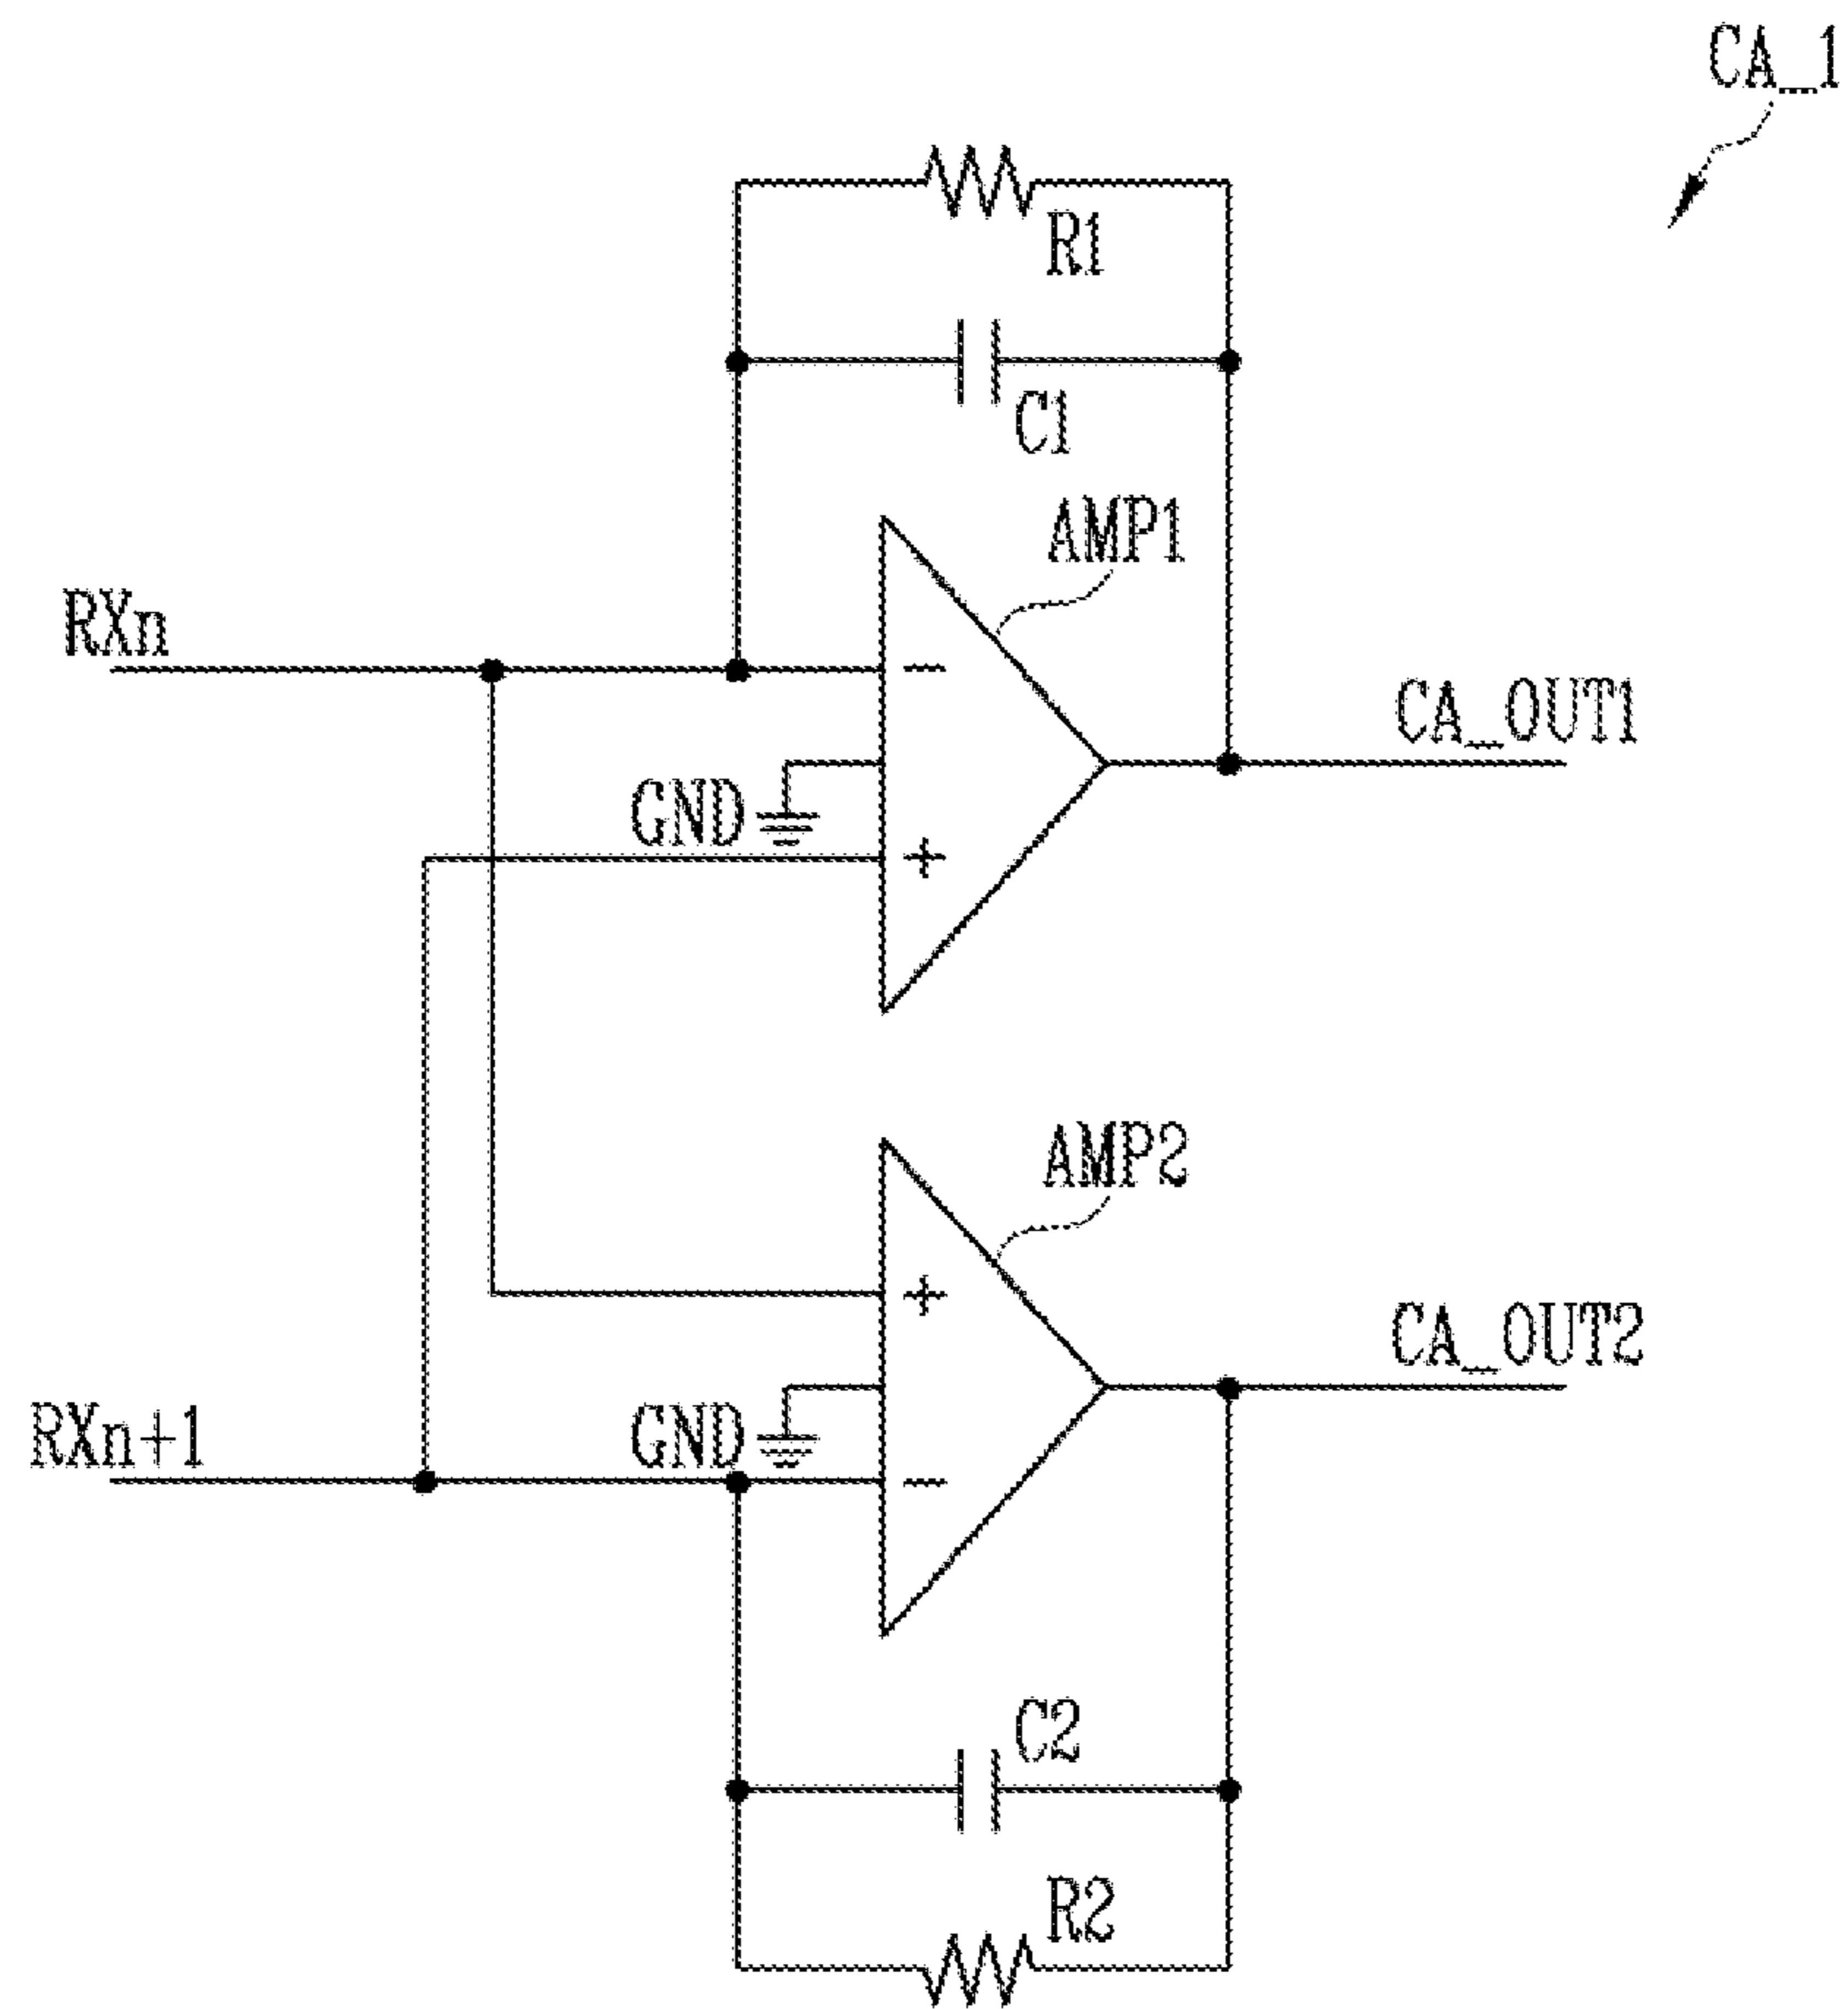 CA_1
R1
C1
AMP1
RXn
-
CA_OUT1
GND
+
AMP2
+
CA_OUT2
RXn+1
GND
-
C2
R2